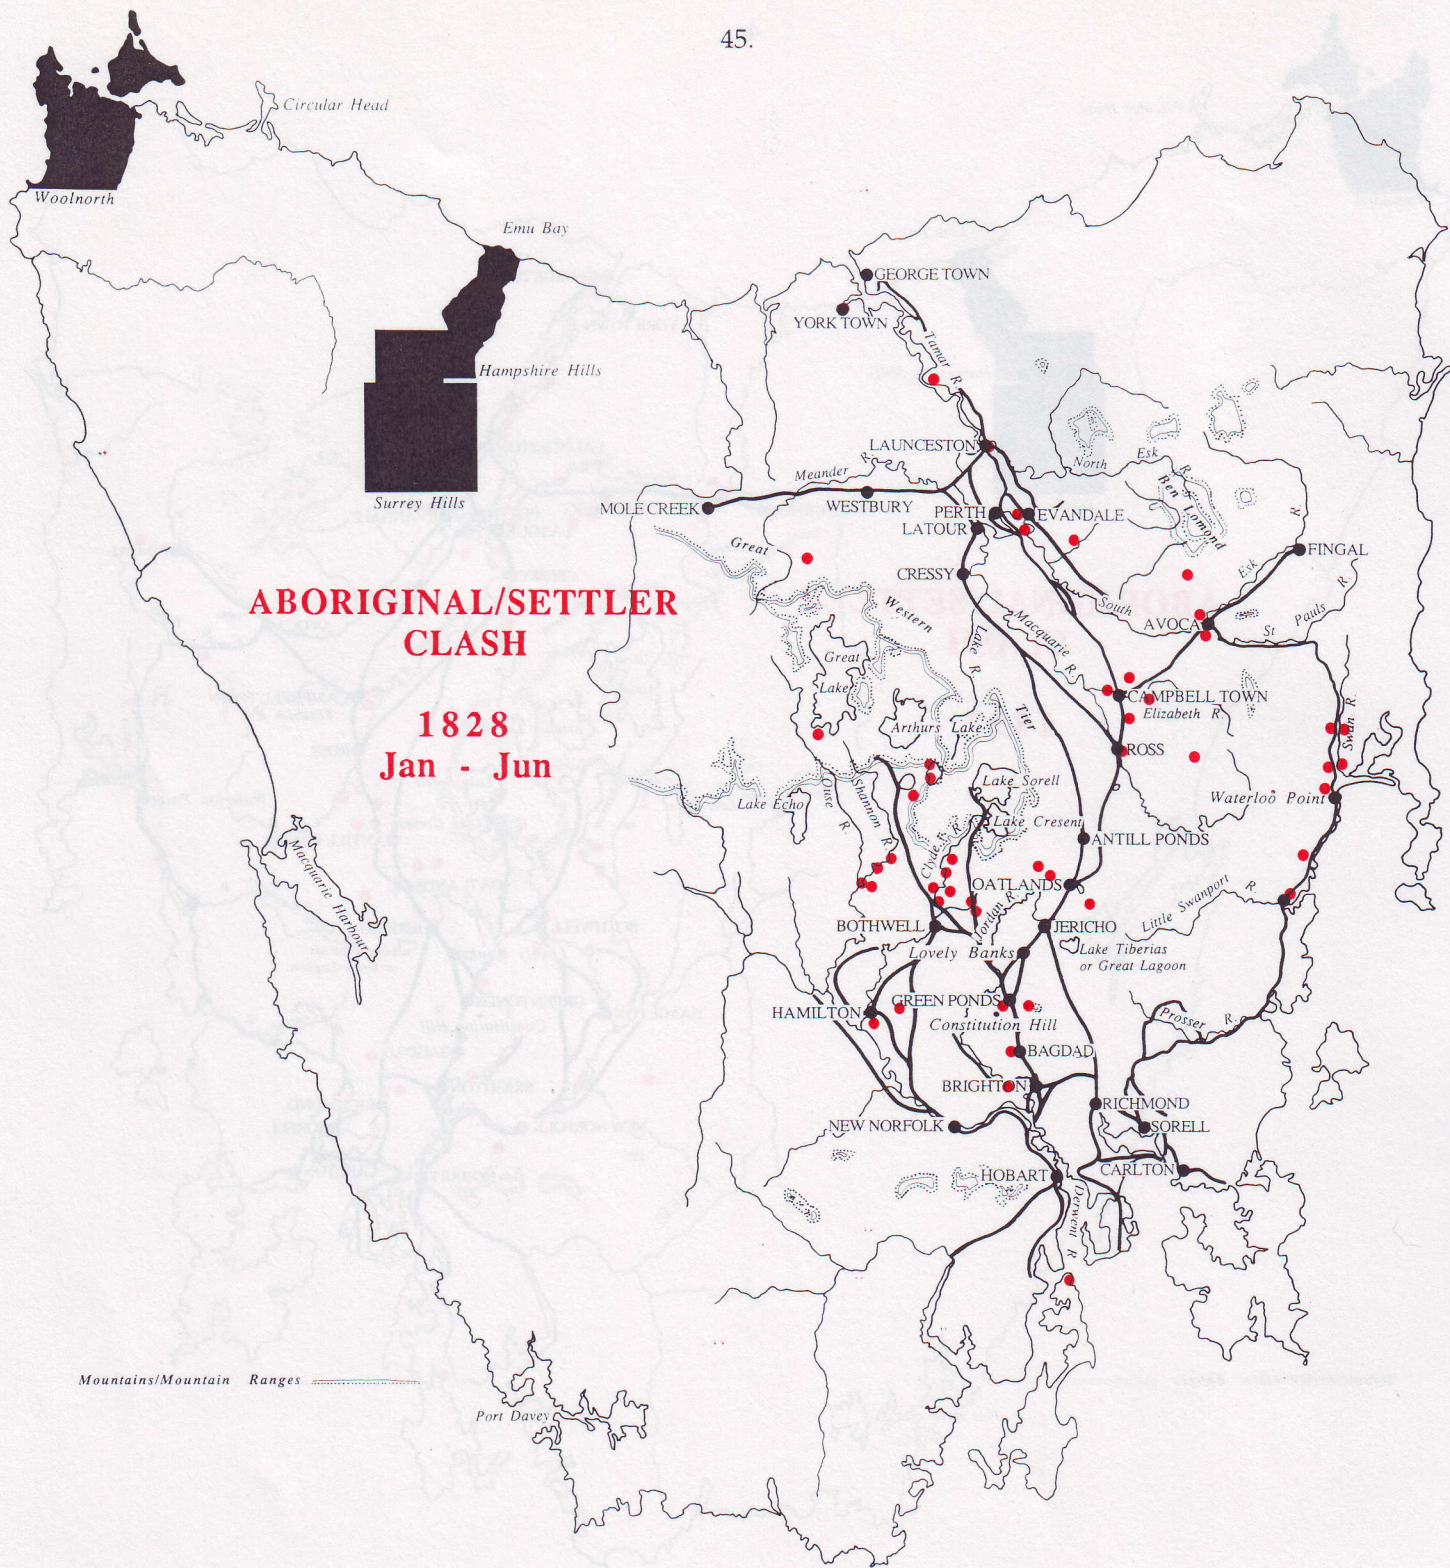 45.
Circular Head
Woolnorth
Emu Bay
GEORGE TOWN
YORK TOWN
Tamar R.
Hampshire Hills
LAUNCESTON
North Esk R.
Meander R.
Surrey Hills
MOLE CREEK
WESTBURY
PERTH
EVANDALE
LATOUR
Ben Lomond
FINGAL
Great Western Tier
CRESSY
ABORIGINAL/SETTLER
CLASH
1828
Jan - Jun
South Esk R.
Macquarie R.
Lake R.
AVOCA
St Pauls R.
Great
Lake
CAMPBELL TOWN
Elizabeth R.
Arthurs Lake
Swan R.
ROSS
Lake Sorell
Lake Echo
Ouse R.
Shannon R.
Waterloo Point
Lake Cresent
Clyde R.
ANTILL PONDS
Macquarie Harbour
OATLANDS
Jordan R.
Little Swanport R.
BOTHWELL
JERICHO
Lovely Banks
Lake Tiberias
or Great Lagoon
GREEN PONDS
HAMILTON
Constitution Hill
Prosser R.
BAGDAD
BRIGHTON
RICHMOND
NEW NORFOLK
SORELL
HOBART
CARLTON
Derwent R.
Mountains/Mountain Ranges
Port Davey